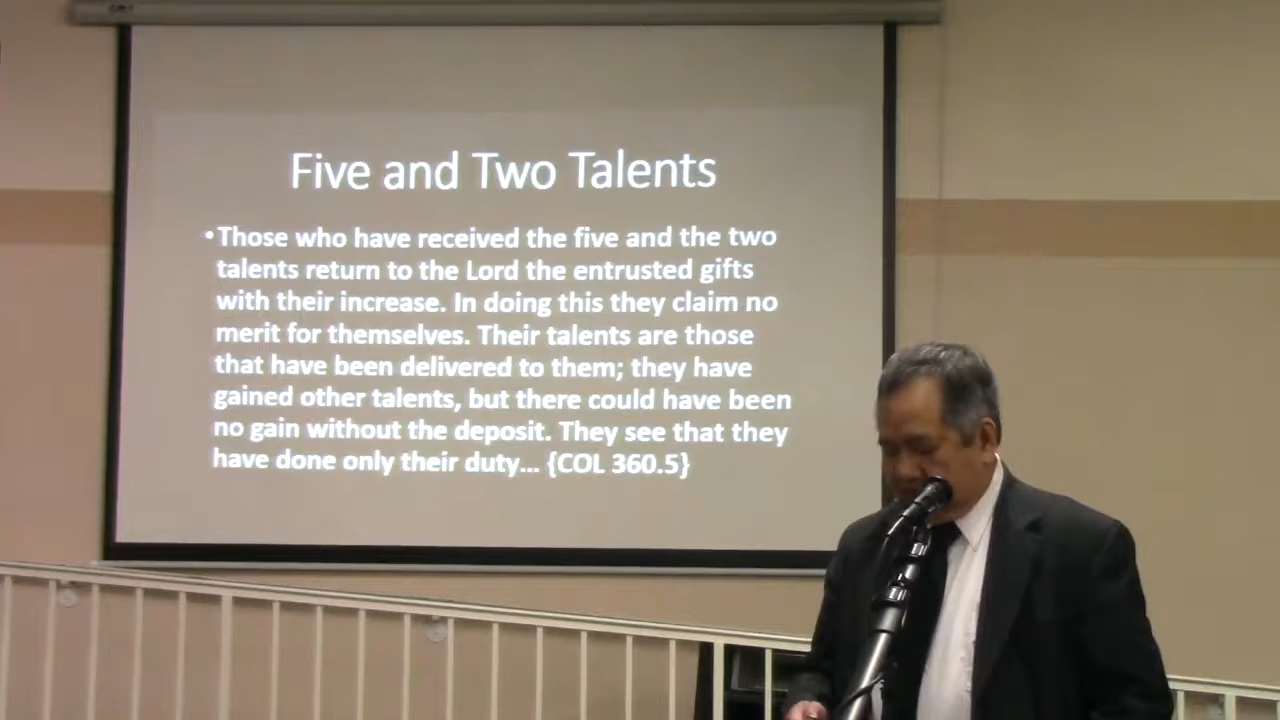 Five and Two Talents
•Those who have received the five and the two
talents return to the Lord the entrusted gifts
with their increase. In doing this they claim no
merit for themselves. Their talents are those
that have been delivered to them; they have
gained other talents, but there could have been
no gain without the deposit. They see that they
have done only their duty... {COL 360.5}